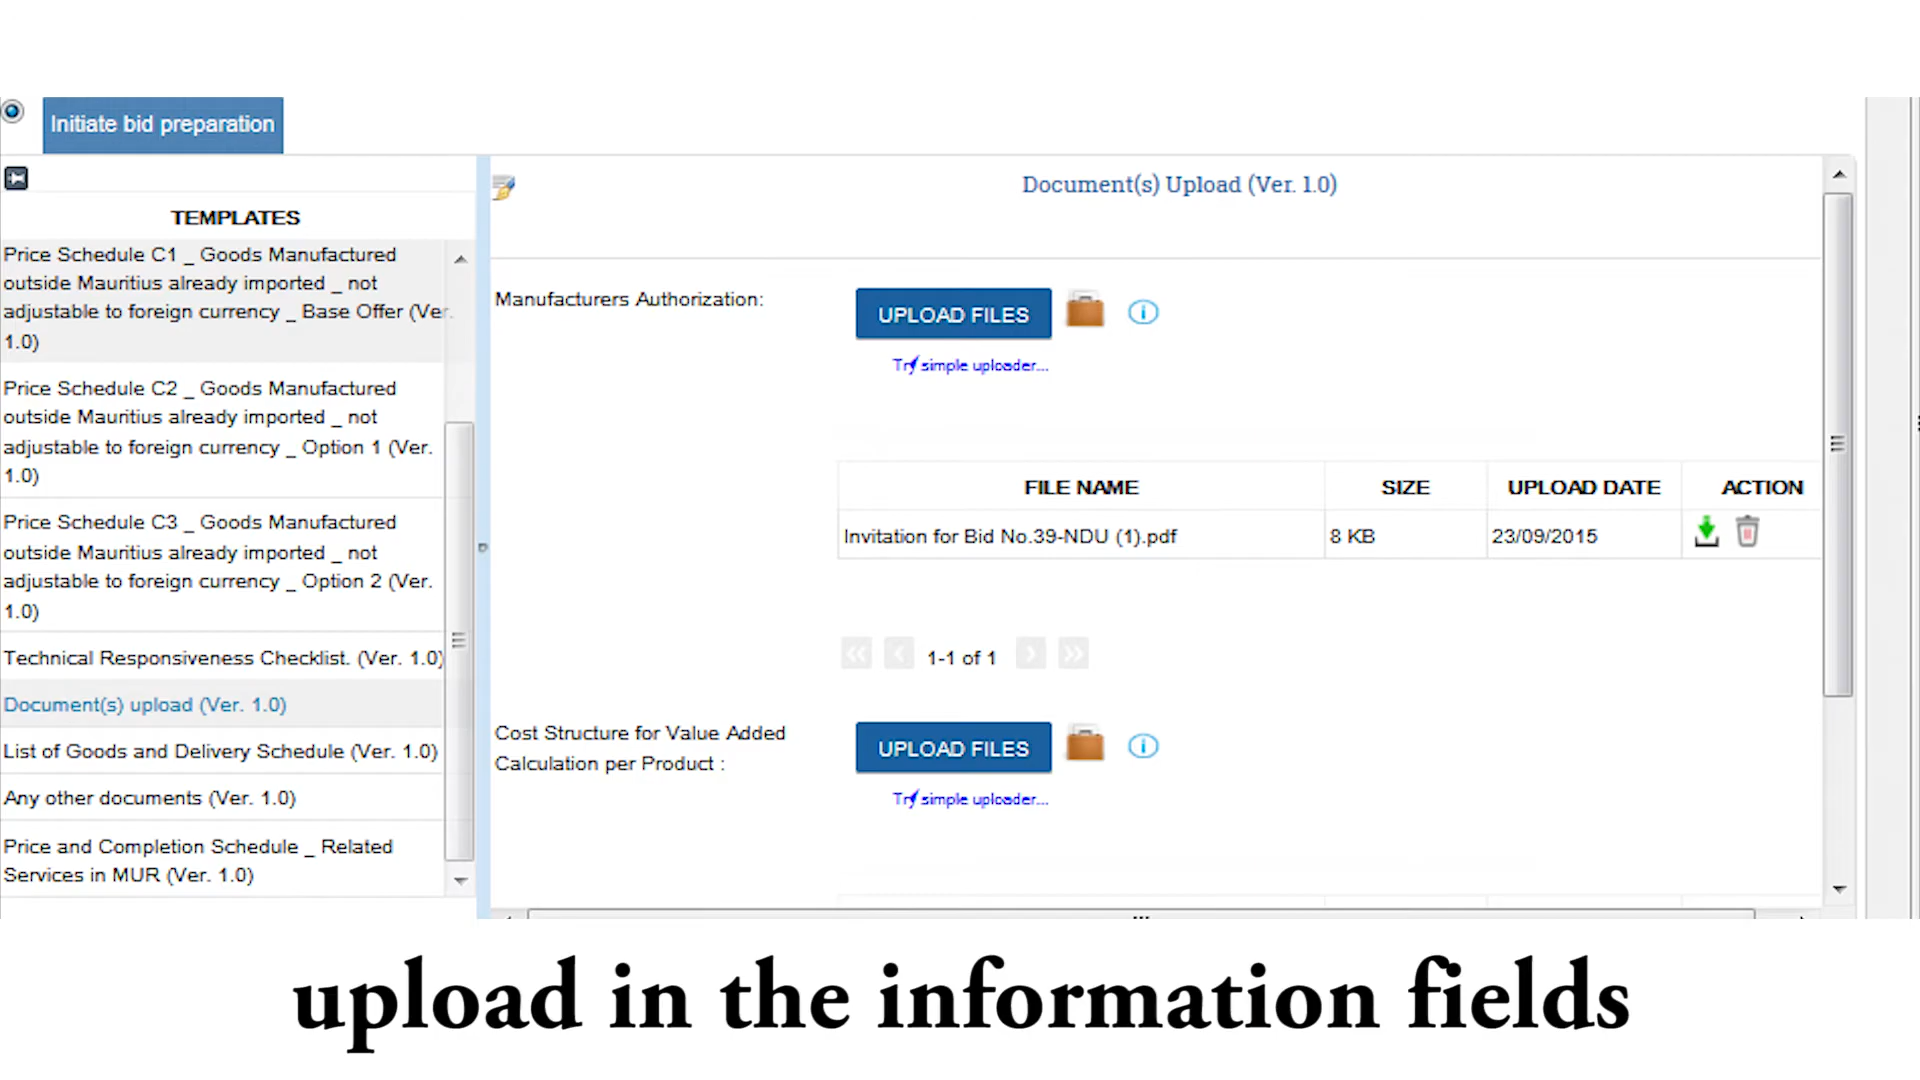 Initiate bid preparation
TEMPLATES
Price Schedule C1 _ Goods Manufactured
outside Mauritius already imported _ not
adjustable to foreign currency _ Base Offer (Ver.
1.0)
Price Schedule C2 _ Goods Manufactured
outside Mauritius already imported _ not
adjustable to foreign currency _ Option 1 (Ver.
1.0)
Price Schedule C3 _ Goods Manufactured
outside Mauritius already imported _ not
adjustable to foreign currency _ Option 2 (Ver.
1.0)
Technical Responsiveness Checklist. (Ver. 1.0)
Document(s) upload (Ver. 1.0)
List of Goods and Delivery Schedule (Ver. 1.0)
Any other documents (Ver. 1.0)
Price and Completion Schedule _ Related
Services in MUR (Ver. 1.0)
Document(s) Upload (Ver. 1.0)
Manufacturers Authorization:
UPLOAD FILES
Try simple uploader...
FILE NAME SIZE UPLOAD DATE ACTION
Invitation for Bid No.39-NDU (1).pdf 8 KB 23/09/2015
1-1 of 1
Cost Structure for Value Added
Calculation per Product :
UPLOAD FILES
Try simple uploader...
upload in the information fields